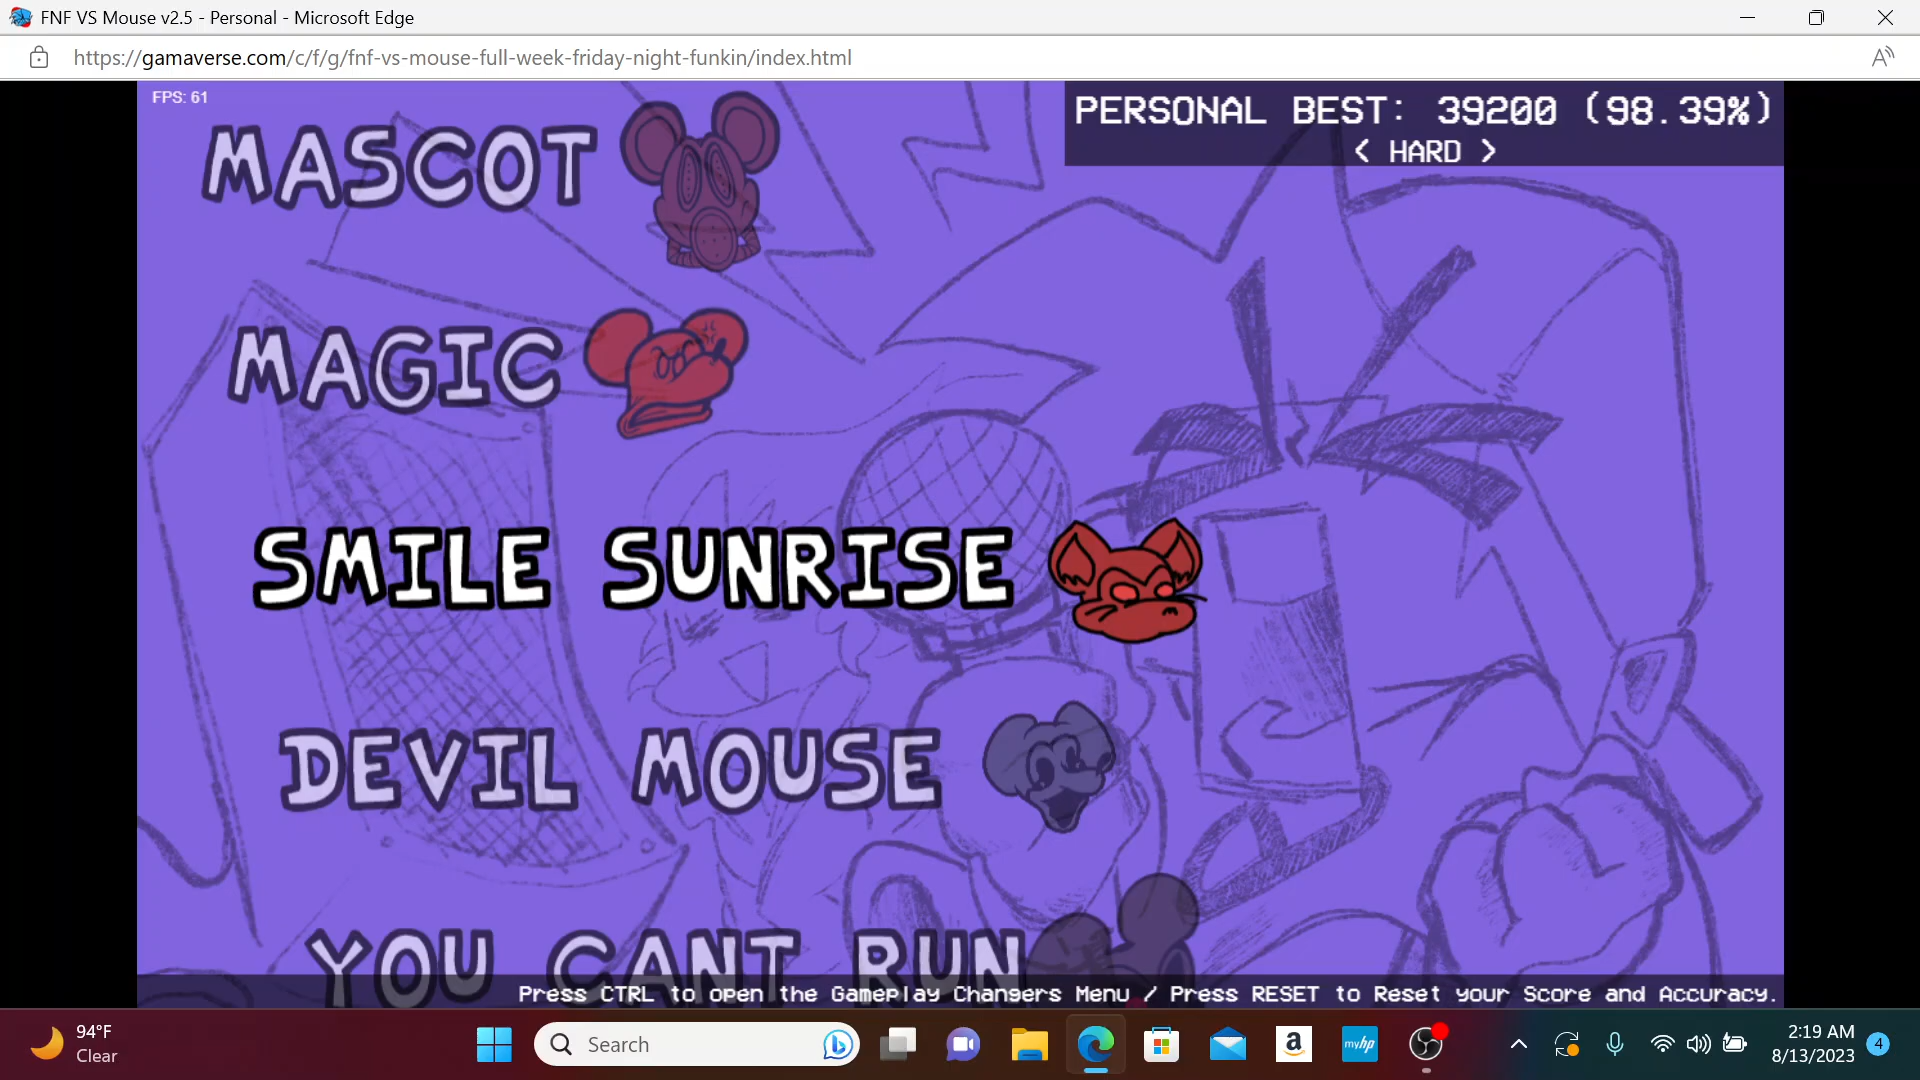 FNF VS Mouse v2.5 - Personal - Microsoft Edge
https://gamaverse.com/c/f/g/fnf-vs-mouse-full-week-friday-night-funkin/index.html
FPS: 61
PERSONAL BEST: 39200 (98.39%)
< HARD >
MASCOT
MAGIC
SMILE SUNRISE
DEVIL MOUSE
YOU CANT RUN
Press CTRL to open the Gameplay Changers Menu / Press RESET to Reset your Score and Accuracy.
94°F
Clear
Search
a
myhp
2:19 AM
8/13/2023
4